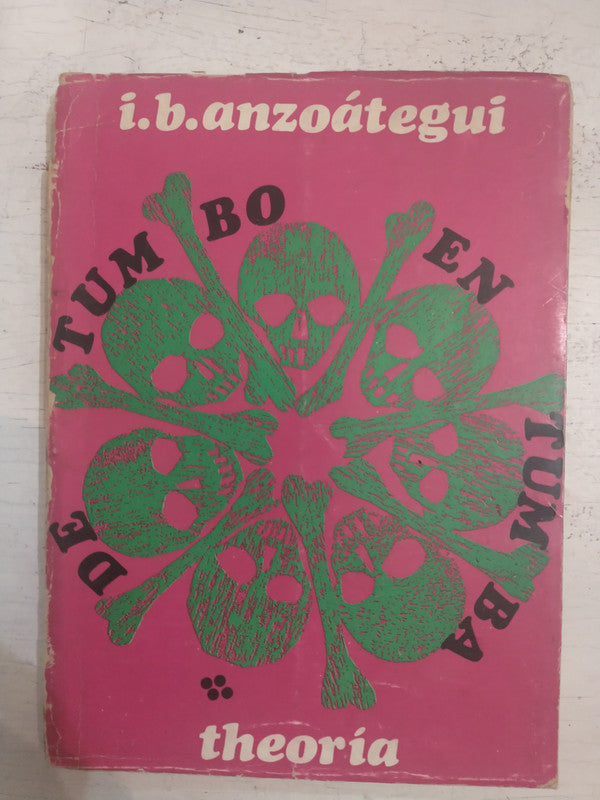 i.b.anzoátegui
DE TUMBO EN TUMBA
theoría